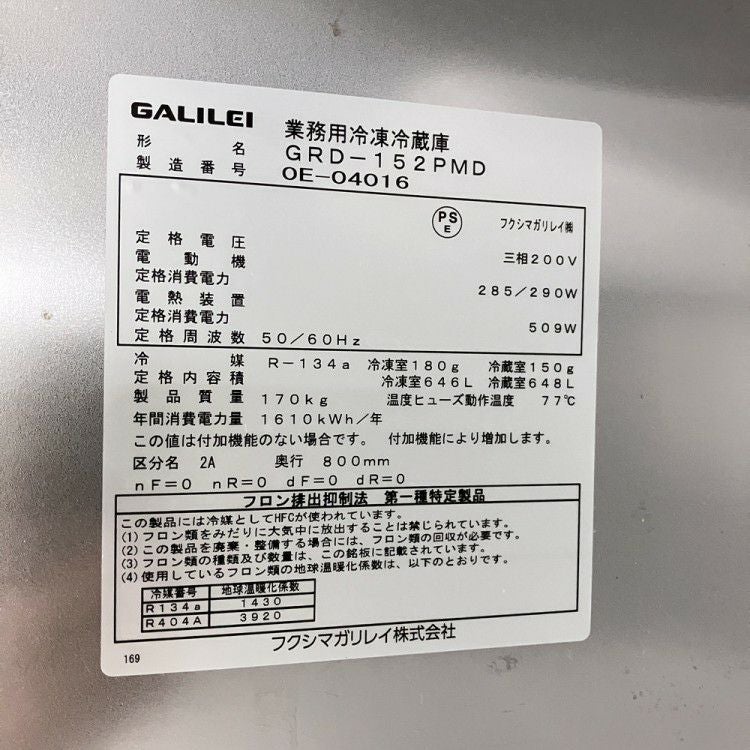 GALILEI 業務用冷凍冷蔵庫
形名 GRD-152PMD
製造番号 0E-04016
PS E フクシマガリレイ㈱
定格電圧 三相200V
電動機
定格消費電力 285/290W
電熱装置
定格消費電力 509W
定格周波数 50/60Hz
冷媒 R-134a 冷凍室180g 冷蔵室150g
定格内容積 冷凍室646L 冷蔵室648L
製品質量 170kg 温度ヒューズ動作温度 77℃
年間消費電力量 1610kWh/年
この値は付加機能のない場合です。 付加機能により増加します。
区分名 2A 奥行 800mm
nF=0 nR=0 dF=0 dR=0
フロン排出抑制法 第一種特定製品
この製品には冷媒としてHFCが使われています。
(1) フロン類をみだりに大気中に放出することは禁じられています。
(2) この製品を廃棄・整備する場合には、フロン類の回収が必要です。
(3) フロン類の種類及び数量は、この銘板に記載されています。
(4) 使用しているフロン類の地球温暖化係数は、以下のとおりです。
冷媒番号 地球温暖化係数
R134a 1430
R404A 3920
フクシマガリレイ株式会社
169